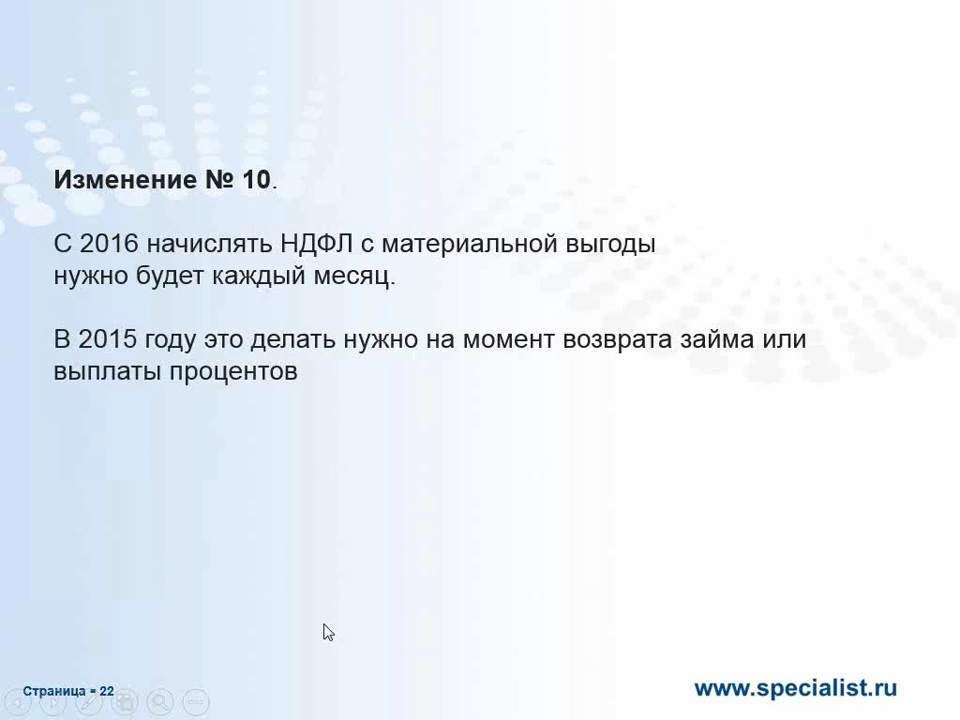 Изменение № 10.
С 2016 начислять НДФЛ с материальной выгоды
нужно будет каждый месяц.
В 2015 году это делать нужно на момент возврата займа или
выплаты процентов
Страница = 22
www.specialist.ru